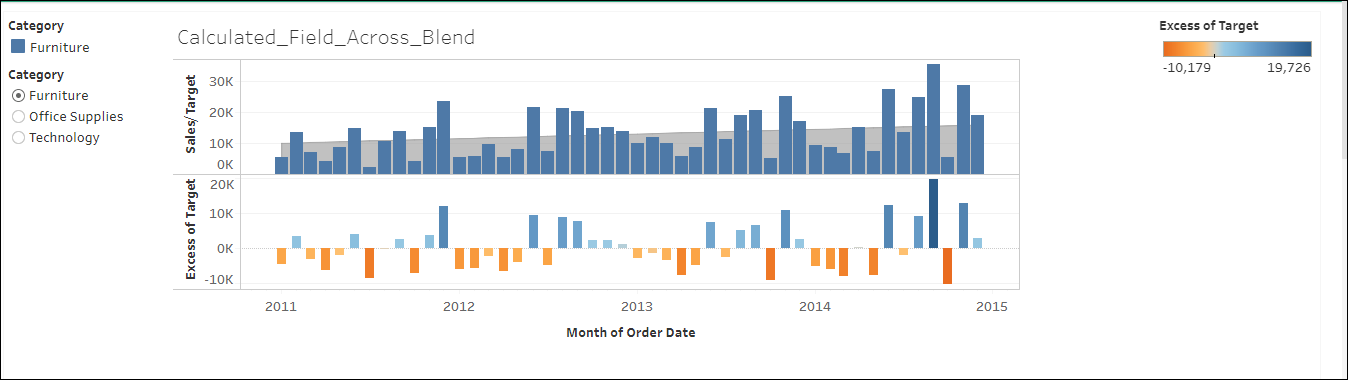 Category
Furniture
Category
Furniture
Office Supplies
Technology
Calculated_Field_Across_Blend
Sales/Target
30K
20K
10K
0K
Excess of Target
20K
10K
0K
-10K
2011 2012 2013 2014 2015
Month of Order Date
Excess of Target
-10,179 19,726